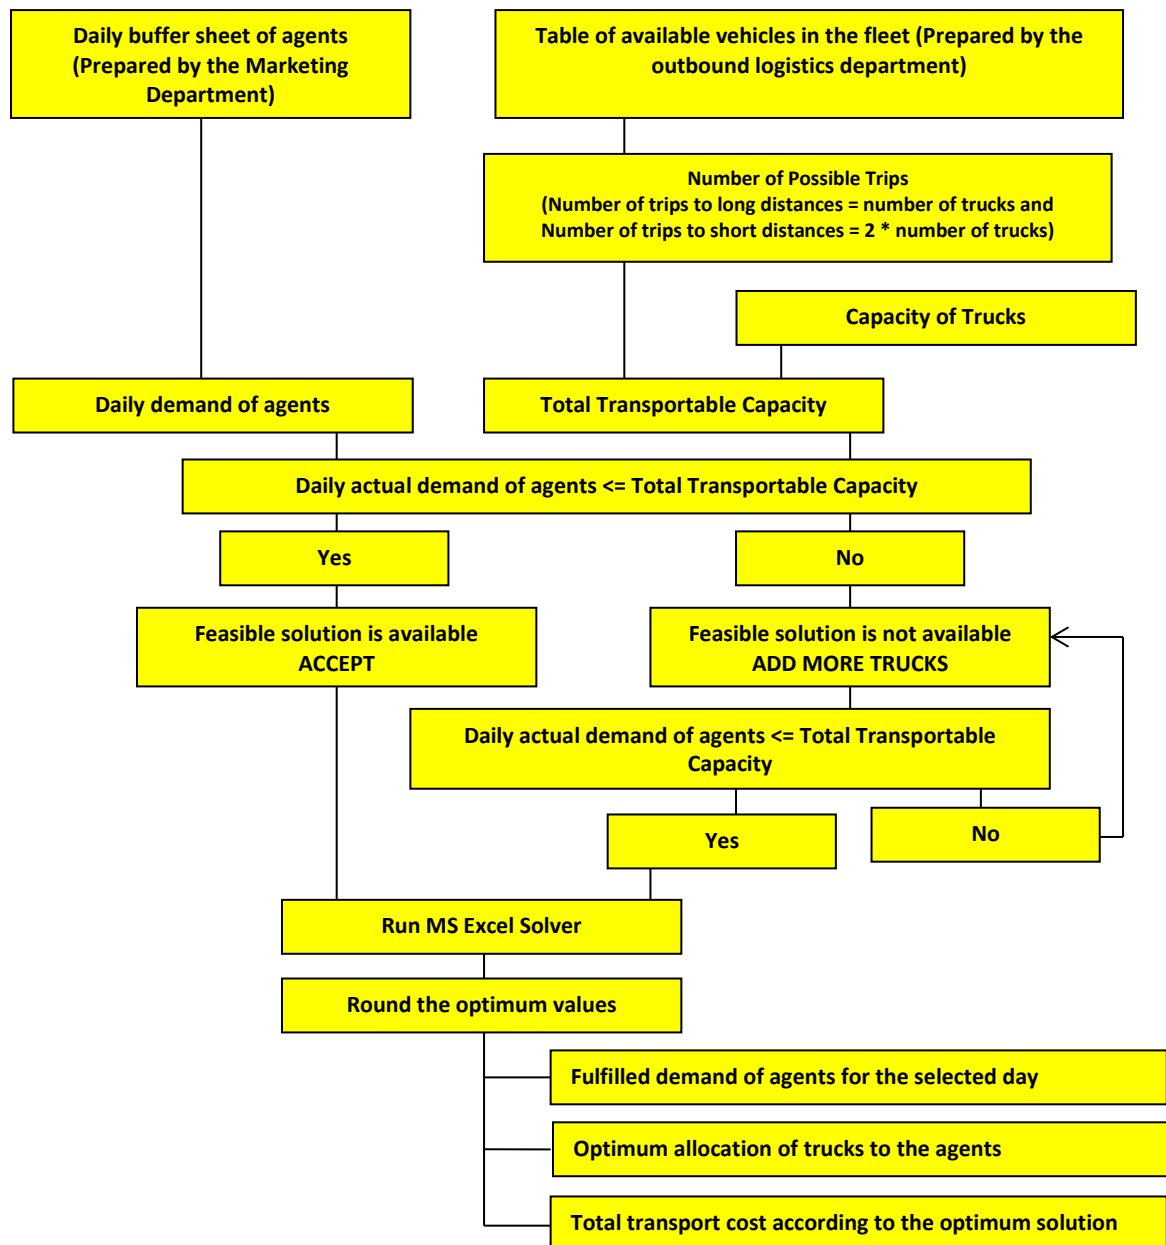 Daily buffer sheet of agents
(Prepared by the Marketing
Department)
Table of available vehicles in the fleet (Prepared by the
outbound logistics department)
Number of Possible Trips
(Number of trips to long distances = number of trucks and
Number of trips to short distances = 2 * number of trucks)
Capacity of Trucks
Daily demand of agents
Total Transportable Capacity
Daily actual demand of agents <= Total Transportable Capacity
Yes
No
Feasible solution is available
ACCEPT
Feasible solution is not available
ADD MORE TRUCKS
Daily actual demand of agents <= Total Transportable
Capacity
Yes
No
Run MS Excel Solver
Round the optimum values
Fulfilled demand of agents for the selected day
Optimum allocation of trucks to the agents
Total transport cost according to the optimum solution